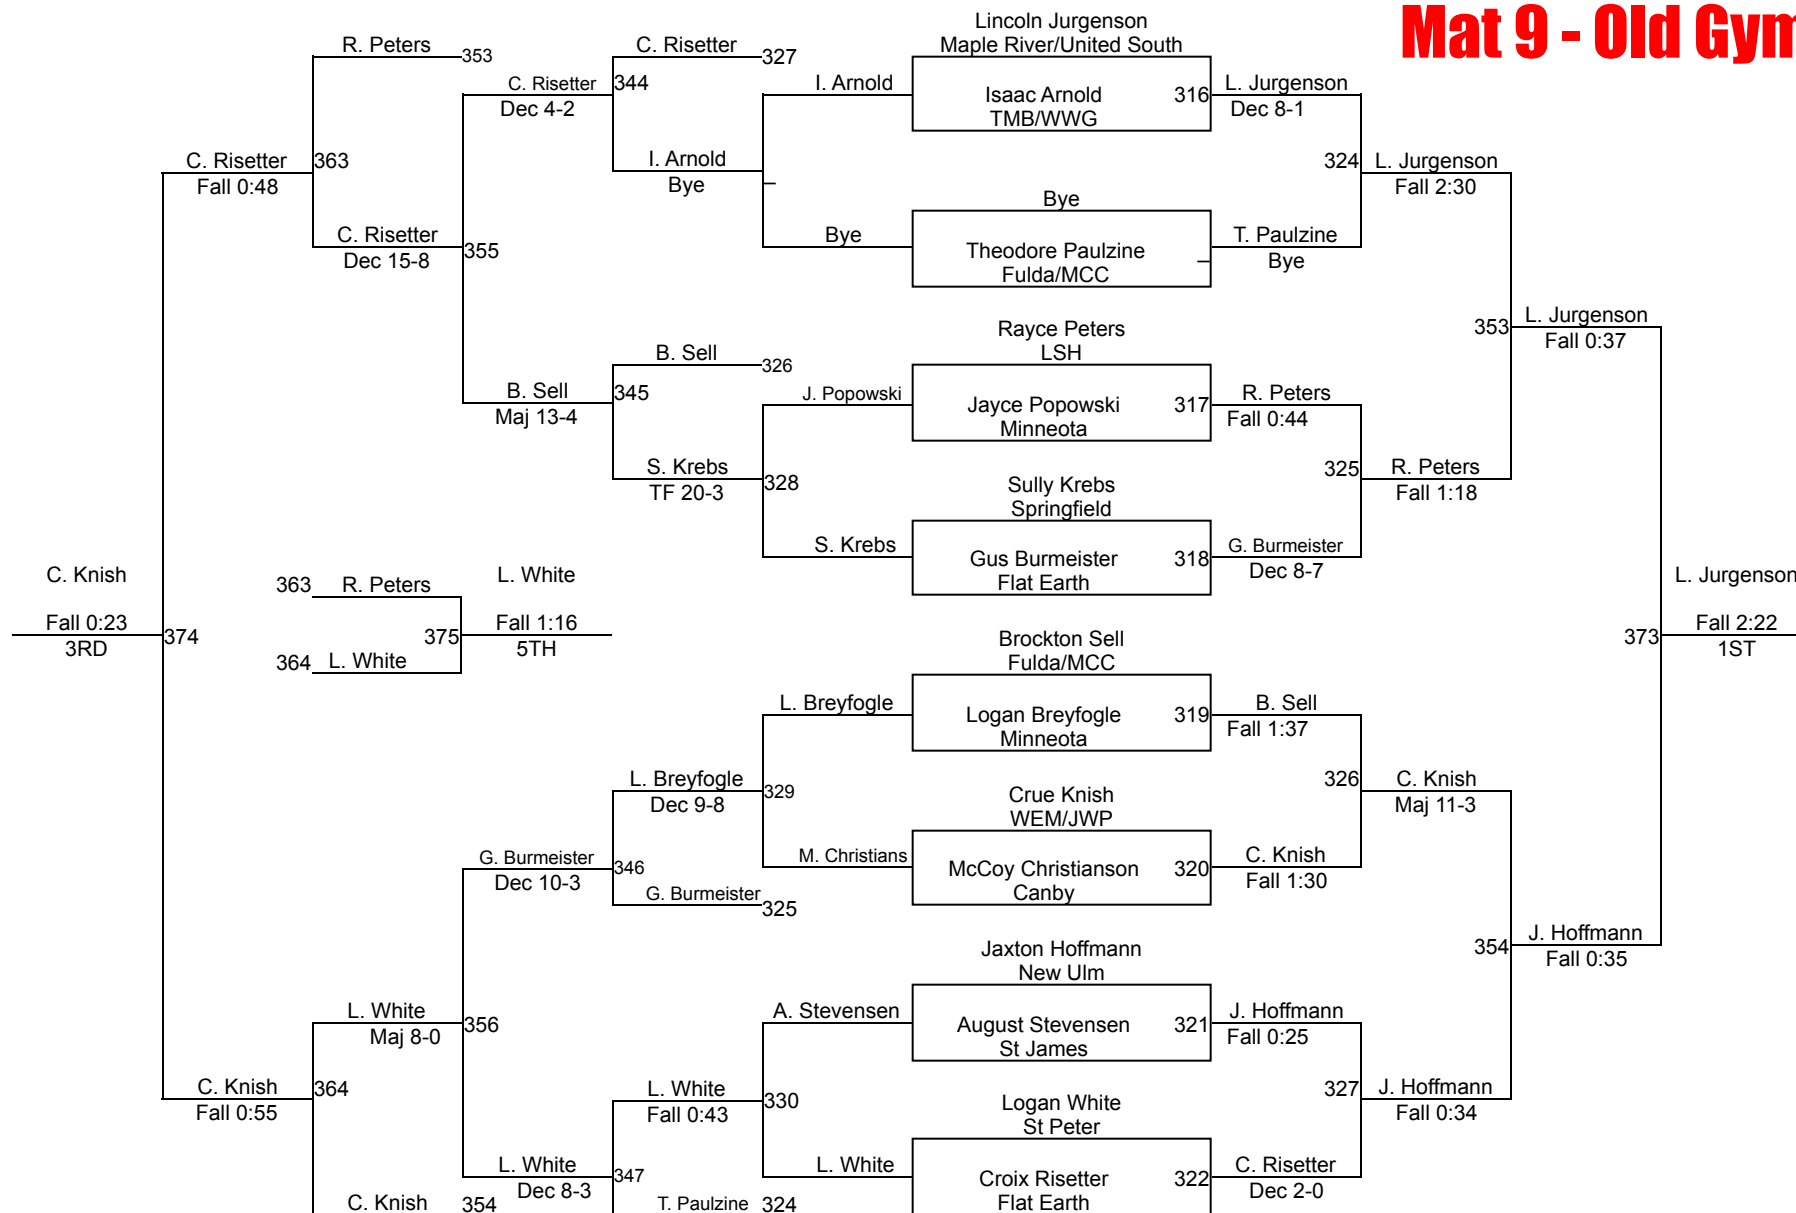 Mat 9 - Old Gym
Lincoln Jurgenson
Maple River/United South
R. Peters
353
C. Risetter
327
C. Risetter
344
Dec 4-2
I. Arnold
Isaac Arnold
316
TMB/WWG
L. Jurgenson
Dec 8-1
C. Risetter
363
Fall 0:48
I. Arnold
Bye
324
L. Jurgenson
Fall 2:30
Bye
C. Risetter
355
Dec 15-8
Bye
Theodore Paulzine
Fulda/MCC
T. Paulzine
Bye
Rayce Peters
LSH
353
L. Jurgenson
Fall 0:37
B. Sell
326
B. Sell
345
Maj 13-4
J. Popowski
Jayce Popowski
317
Minneota
R. Peters
Fall 0:44
S. Krebs
328
TF 20-3
Sully Krebs
Springfield
325
R. Peters
Fall 1:18
S. Krebs
Gus Burmeister
318
Flat Earth
G. Burmeister
Dec 8-7
C. Knish
Fall 0:23
374
3RD
363
R. Peters
364
L. White
375
L. White
Fall 1:16
5TH
L. Jurgenson
373
Fall 2:22
1ST
Brockton Sell
Fulda/MCC
L. Breyfogle
Logan Breyfogle
319
Minneota
B. Sell
Fall 1:37
L. Breyfogle
329
Dec 9-8
Crue Knish
WEM/JWP
326
C. Knish
Maj 11-3
G. Burmeister
346
Dec 10-3
M. Christians
McCoy Christianson
320
Canby
C. Knish
Fall 1:30
G. Burmeister
325
Jaxton Hoffmann
New Ulm
354
J. Hoffmann
Fall 0:35
L. White
356
Maj 8-0
A. Stevensen
August Stevensen
321
St James
J. Hoffmann
Fall 0:25
C. Knish
364
Fall 0:55
L. White
330
Fall 0:43
Logan White
St Peter
327
J. Hoffmann
Fall 0:34
L. White
347
Dec 8-3
L. White
Croix Risetter
322
Flat Earth
C. Risetter
Dec 2-0
C. Knish
354
T. Paulzine
324